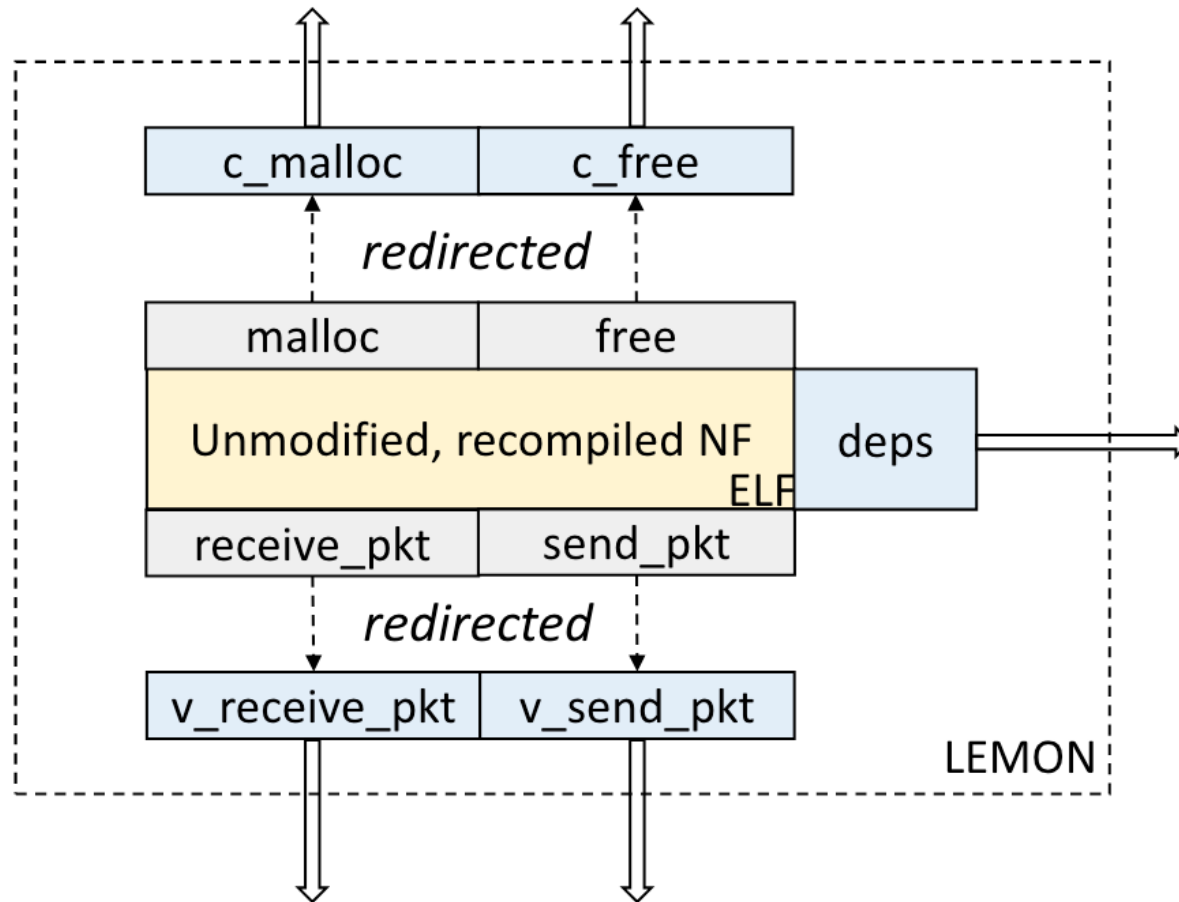 c_malloc c_free
redirected
malloc free
Unmodified, recompiled NF
deps
ELF
receive_pkt send_pkt
redirected
v_receive_pkt v_send_pkt
LEMON